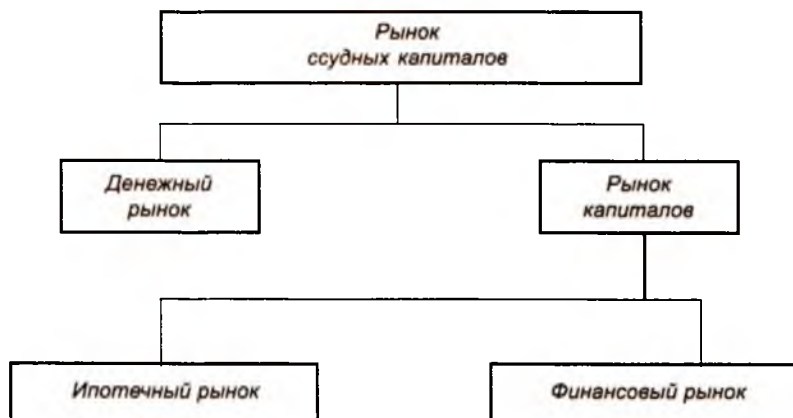 Рынок
ссудных капиталов
Денежный
рынок
Рынок
капиталов
Ипотечный рынок
Финансовый рынок